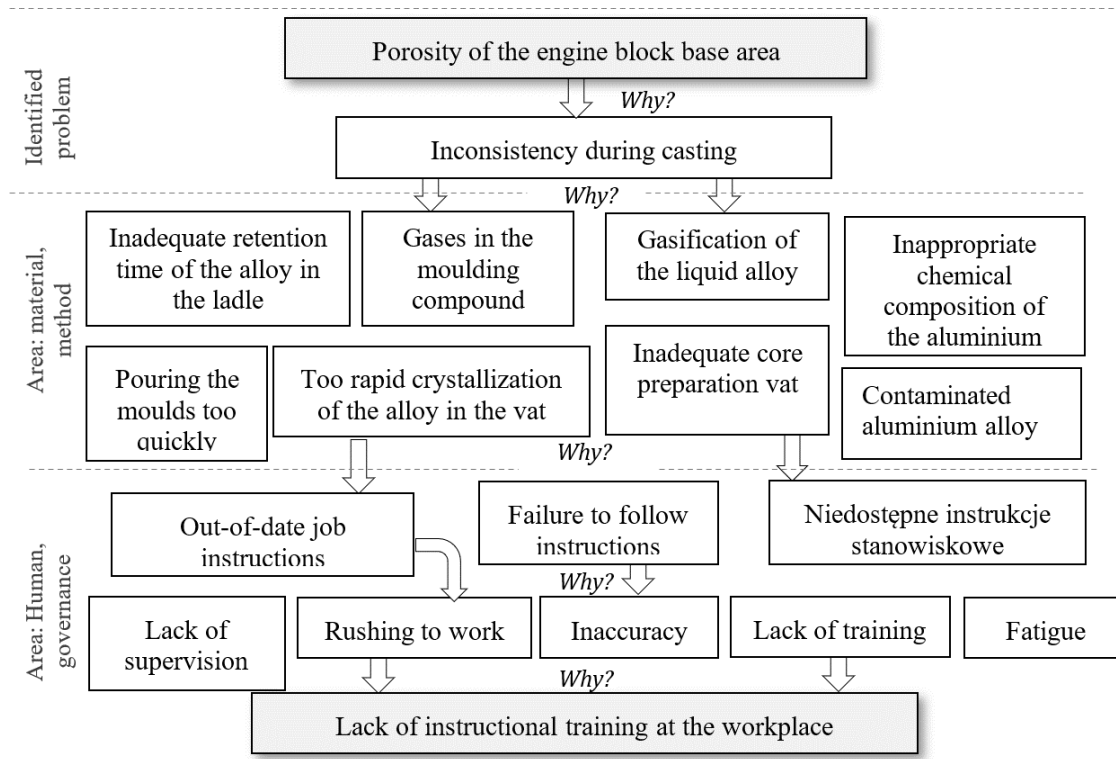 Identified
problem
Porosity of the engine block base area
Why?
Inconsistency during casting
Why?
Area: material,
method
Inadequate retention
time of the alloy in
the ladle
Gases in the
moulding
compound
Gasification of
the liquid alloy
Inappropriate
chemical
composition of
the aluminium
Pouring the
moulds too
quickly
Too rapid crystallization
of the alloy in the vat
Inadequate core
preparation vat
Contaminated
aluminium alloy
Why?
Area: Human,
governance
Out-of-date job
instructions
Failure to follow
instructions
Niedostępne instrukcje
stanowiskowe
Why?
Lack of
supervision
Rushing to work
Inaccuracy
Lack of training
Fatigue
Why?
Lack of instructional training at the workplace